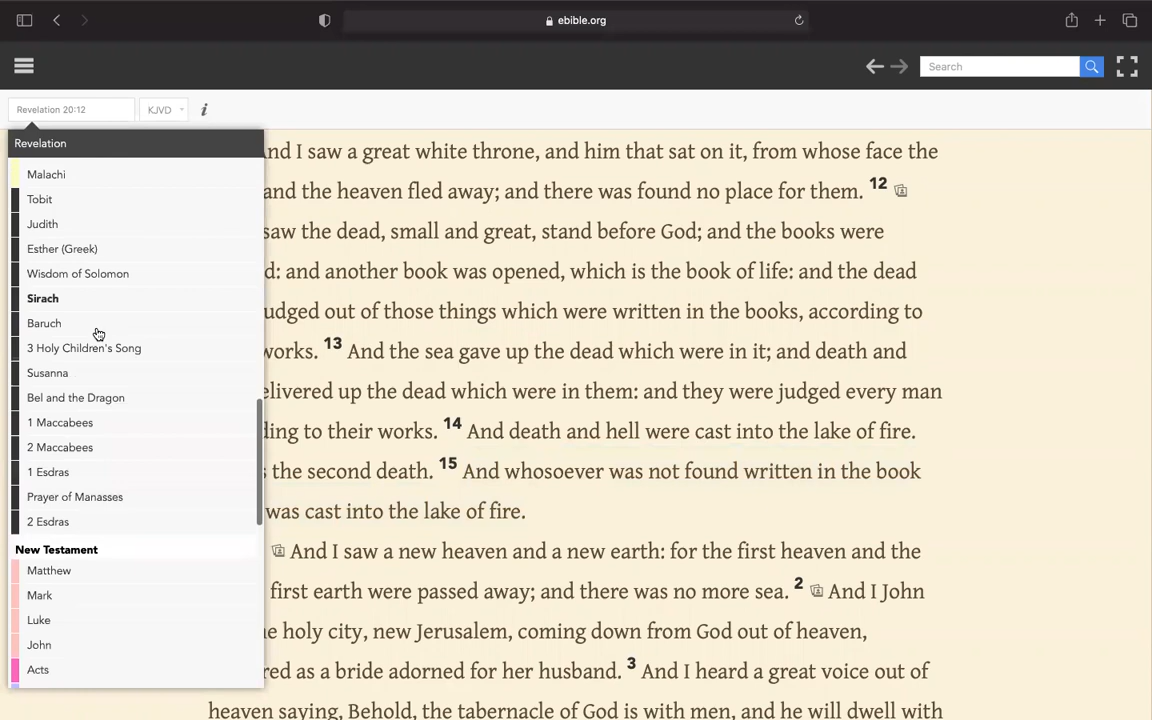 ebible.org
Search
Revelation 20:12
KJVD
i
Revelation
Malachi
Tobit
Judith
Esther (Greek)
Wisdom of Solomon
Sirach
Baruch
3 Holy Children's Song
Susanna
Bel and the Dragon
1 Maccabees
2 Maccabees
1 Esdras
Prayer of Manasses
2 Esdras
New Testament
Matthew
Mark
Luke
John
Acts
nd I saw a great white throne, and him that sat on it, from whose face the
and the heaven fled away; and there was found no place for them. 12
saw the dead, small and great, stand before God; and the books were
d: and another book was opened, which is the book of life: and the dead
udged out of those things which were written in the books, according to
works. 13 And the sea gave up the dead which were in it; and death and
elivered up the dead which were in them: and they were judged every man
ding to their works. 14 And death and hell were cast into the lake of fire.
s the second death. 15 And whosoever was not found written in the book
was cast into the lake of fire.
And I saw a new heaven and a new earth: for the first heaven and the
first earth were passed away; and there was no more sea. 2 And I John
e holy city, new Jerusalem, coming down from God out of heaven,
red as a bride adorned for her husband. 3 And I heard a great voice out of
heaven saying, Behold, the tabernacle of God is with men, and he will dwell with